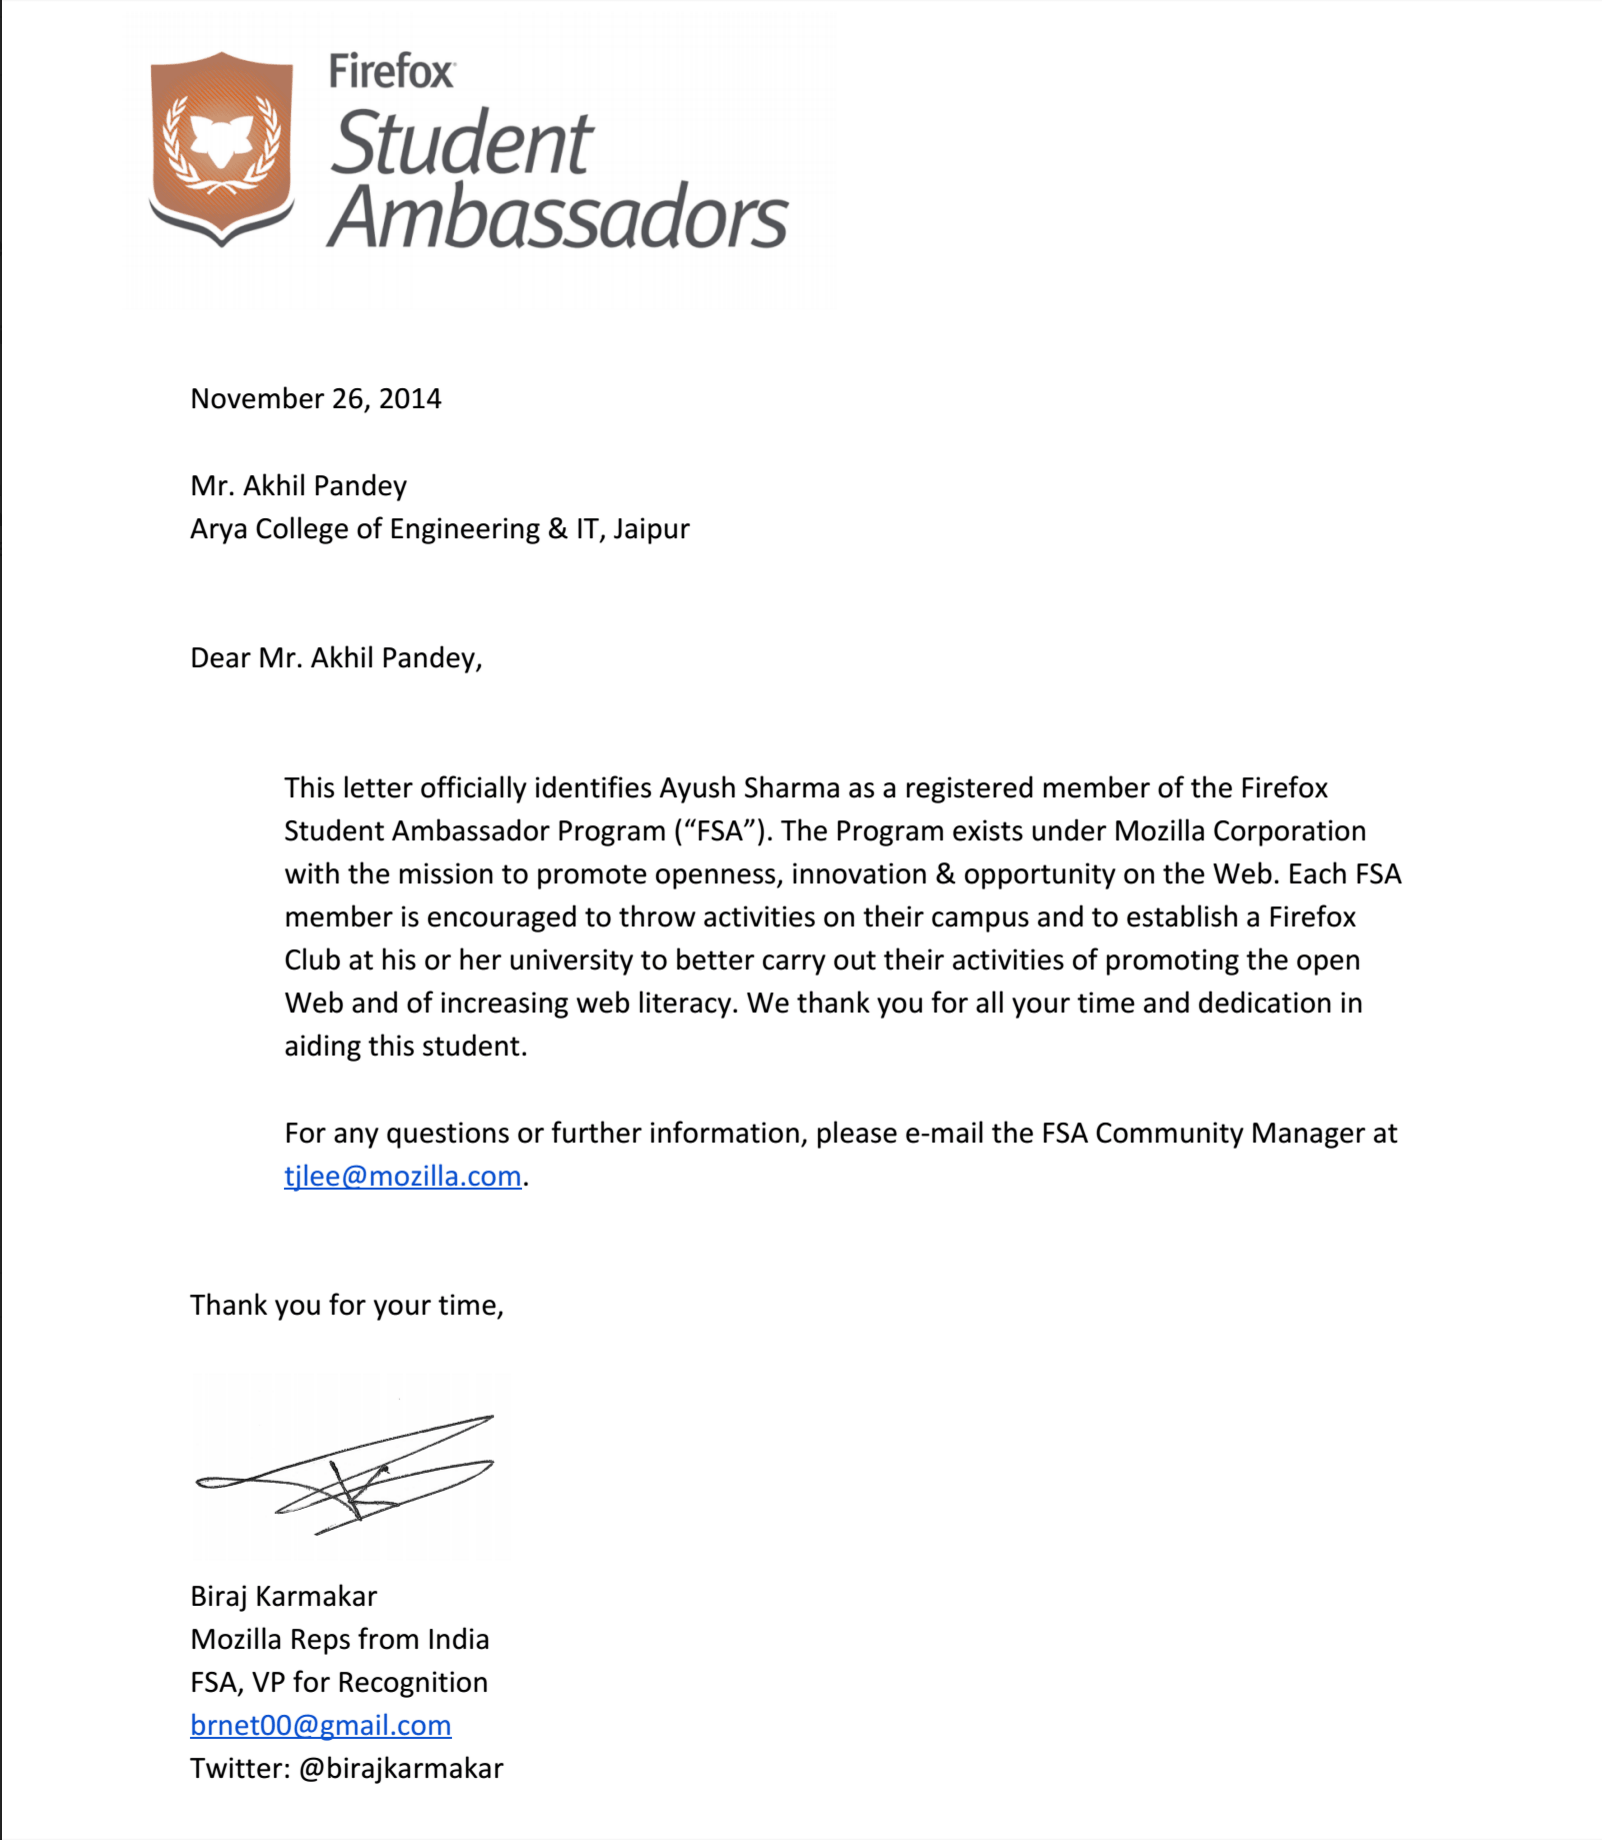 Firefox
Student
Ambassadors
November 26, 2014
Mr. Akhil Pandey
Arya College of Engineering & IT, Jaipur
Dear Mr. Akhil Pandey,
This letter officially identifies Ayush Sharma as a registered member of the Firefox
Student Ambassador Program (“FSA”). The Program exists under Mozilla Corporation
with the mission to promote openness, innovation & opportunity on the Web. Each FSA
member is encouraged to throw activities on their campus and to establish a Firefox
Club at his or her university to better carry out their activities of promoting the open
Web and of increasing web literacy. We thank you for all your time and dedication in
aiding this student.
For any questions or further information, please e-mail the FSA Community Manager at
tjlee@mozilla.com.
Thank you for your time,
Biraj Karmakar
Mozilla Reps from India
FSA, VP for Recognition
brnet00@gmail.com
Twitter: @birajkarmakar